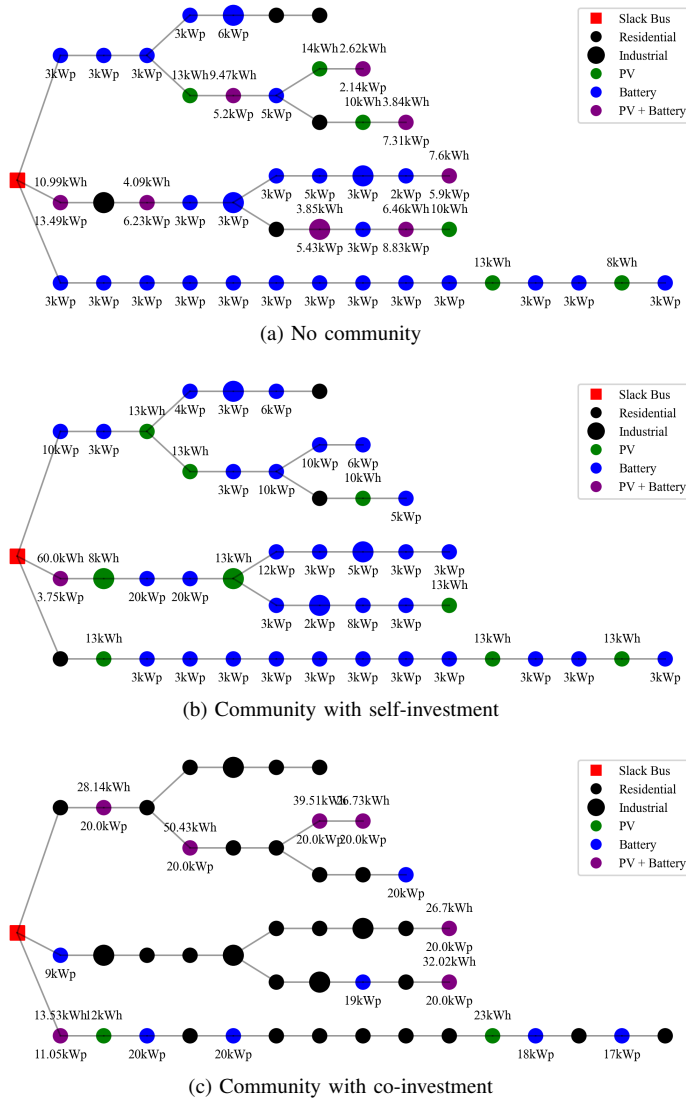 3kWp 6kWp
Slack Bus
Residential
Industrial
PV
Battery
PV + Battery
3kWp 3kWp 3kWp
14kWh 2.62kWh
13kWh 9.47kWh
2.14kWp
5.2kWp 5kWp
10kWh 3.84kWh
7.31kWp
7.6kWh
10.99kWh 4.09kWh
3kWp 5kWp 3kWp 2kWp 5.9kWp
3.85kWh 6.46kWh 10kWh
13.49kWp 6.23kWp 3kWp 3kWp
5.43kWp 3kWp 8.83kWp
13kWh 8kWh
3kWp 3kWp 3kWp 3kWp 3kWp 3kWp 3kWp 3kWp 3kWp 3kWp 3kWp 3kWp 3kWp
(a) No community
Slack Bus
Residential
Industrial
PV
Battery
PV + Battery
4kWp 3kWp 6kWp
13kWh
10kWp 3kWp
13kWh
10kWp 6kWp
3kWp 10kWp
10kWh
5kWp
60.0kWh 8kWh 13kWh
12kWp 3kWp 5kWp 3kWp 3kWp
13kWh
3.75kWp 20kWp 20kWp
3kWp 2kWp 8kWp 3kWp
13kWh 13kWh 13kWh
3kWp 3kWp 3kWp 3kWp 3kWp 3kWp 3kWp 3kWp 3kWp 3kWp 3kWp
(b) Community with self-investment
Slack Bus
Residential
Industrial
PV
Battery
PV + Battery
28.14kWh
39.51kWh 26.73kWh
20.0kWp
50.43kWh
20.0kWp 20.0kWp
20.0kWp
20kWp
26.7kWh
20.0kWp
32.02kWh
9kWp
19kWp 20.0kWp
13.53kWh 12kWh 23kWh
11.05kWp 20kWp 20kWp 18kWp 17kWp
(c) Community with co-investment